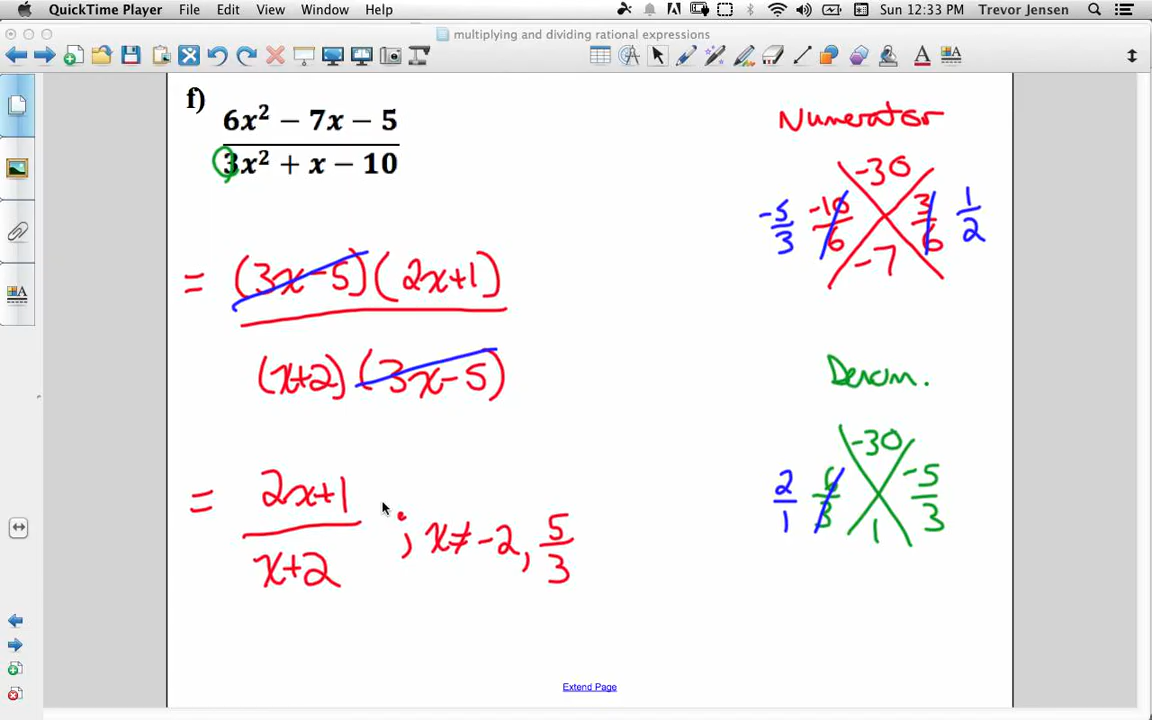 QuickTime Player File Edit View Window Help Sun 12:33 PM Trevor Jensen
multiplying and dividing rational expressions
f)
6x² − 7x − 5
3x² + x − 10
= (3x-5)(2x+1)
(x+2)(3x-5)
= 2x+1
x+2
; x≠-2, 5/3
Numerator
-30
-5/3 -10/6 3/6 1/2
-7
Denom.
-30
2/1 6/3 -5/3
1
Extend Page